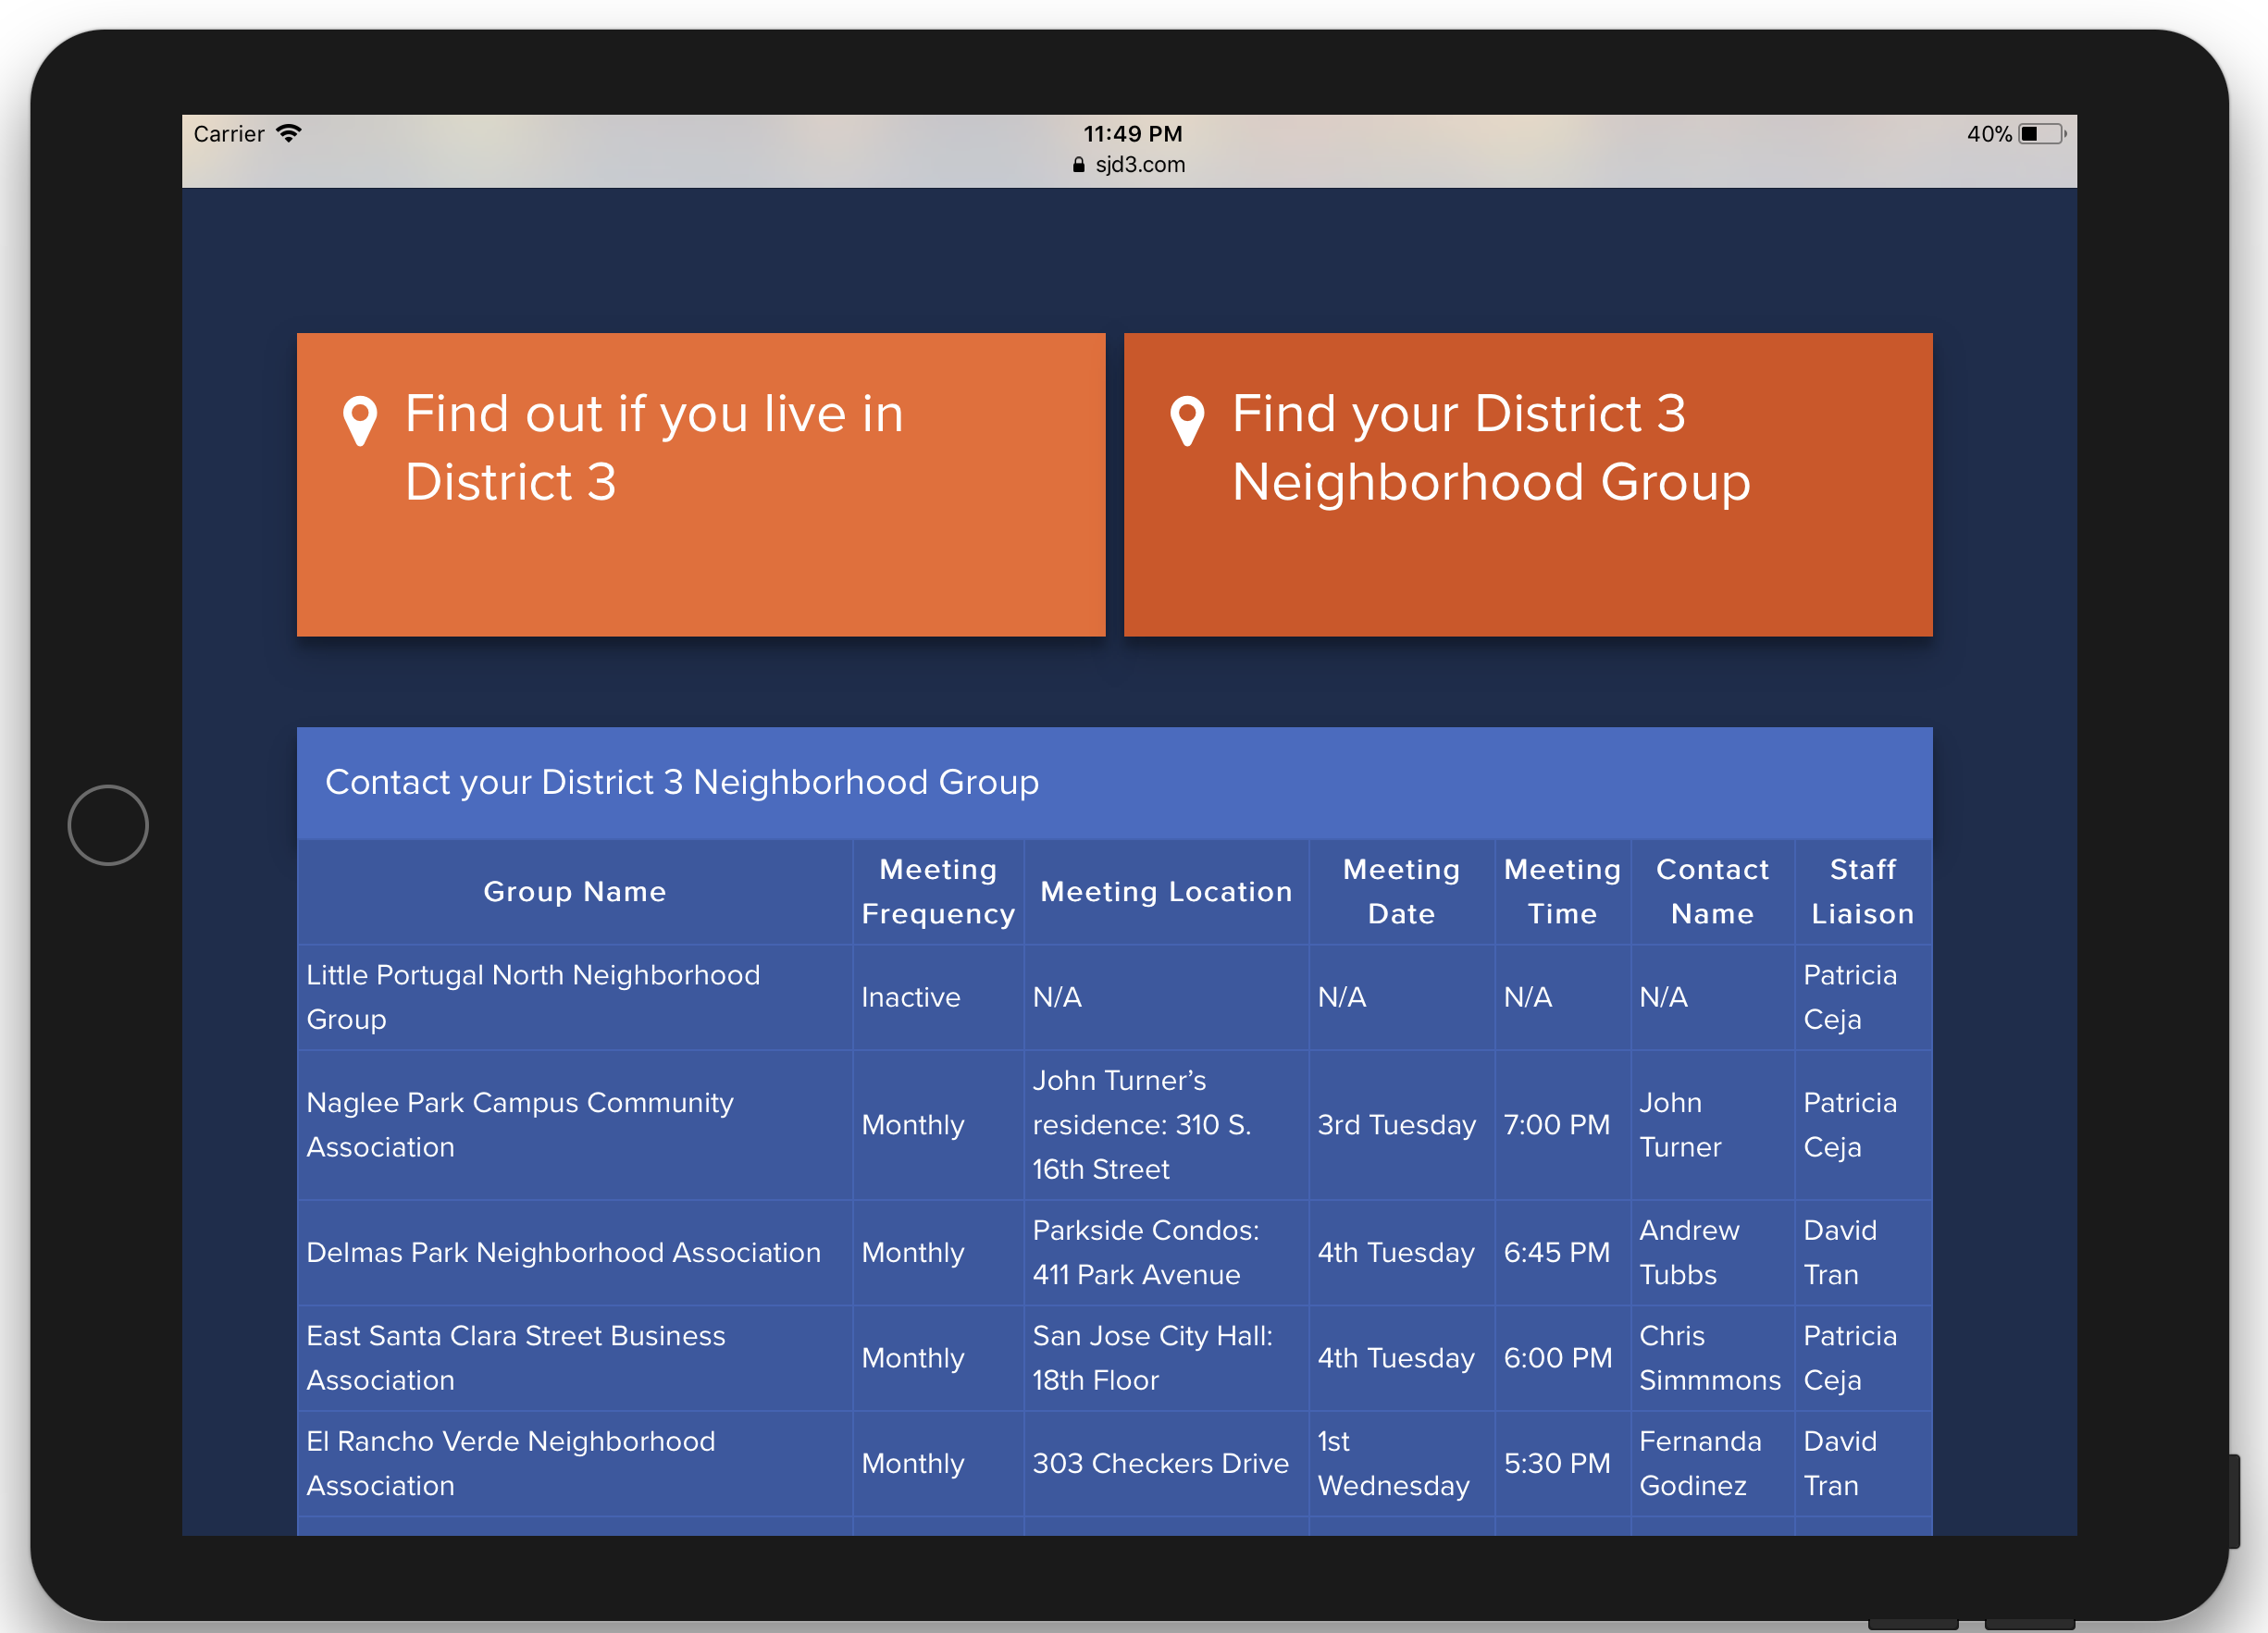 Carrier 11:49 PM 40%
sjd3.com
Find out if you live in
District 3
Find your District 3
Neighborhood Group
Contact your District 3 Neighborhood Group
Group Name
Meeting
Frequency
Meeting Location
Meeting
Date
Meeting
Time
Contact
Name
Staff
Liaison
Little Portugal North Neighborhood
Group
Inactive
N/A
N/A
N/A
N/A
Patricia
Ceja
Naglee Park Campus Community
Association
Monthly
John Turner’s
residence: 310 S.
16th Street
3rd Tuesday
7:00 PM
John
Turner
Patricia
Ceja
Delmas Park Neighborhood Association
Monthly
Parkside Condos:
411 Park Avenue
4th Tuesday
6:45 PM
Andrew
Tubbs
David
Tran
East Santa Clara Street Business
Association
Monthly
San Jose City Hall:
18th Floor
4th Tuesday
6:00 PM
Chris
Simmmons
Patricia
Ceja
El Rancho Verde Neighborhood
Association
Monthly
303 Checkers Drive
1st
Wednesday
5:30 PM
Fernanda
Godinez
David
Tran